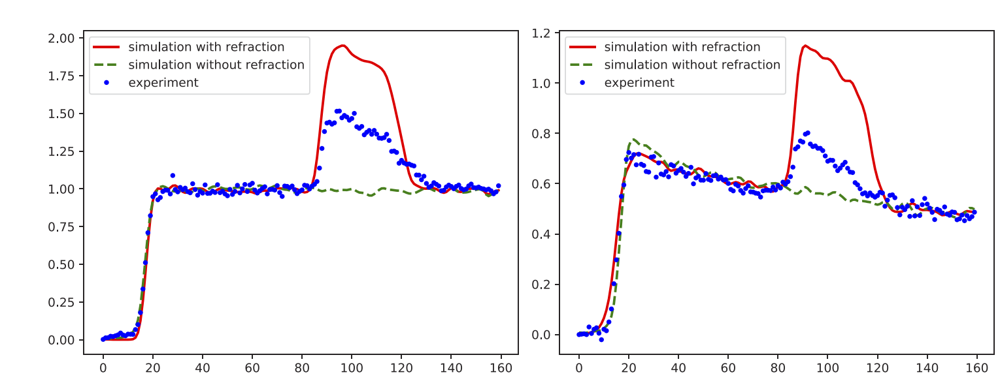 2.00
1.75
1.50
1.25
1.00
0.75
0.50
0.25
0.00
simulation with refraction
simulation without refraction
experiment
0 20 40 60 80 100 120 140 160
1.2
1.0
0.8
0.6
0.4
0.2
0.0
simulation with refraction
simulation without refraction
experiment
0 20 40 60 80 100 120 140 160